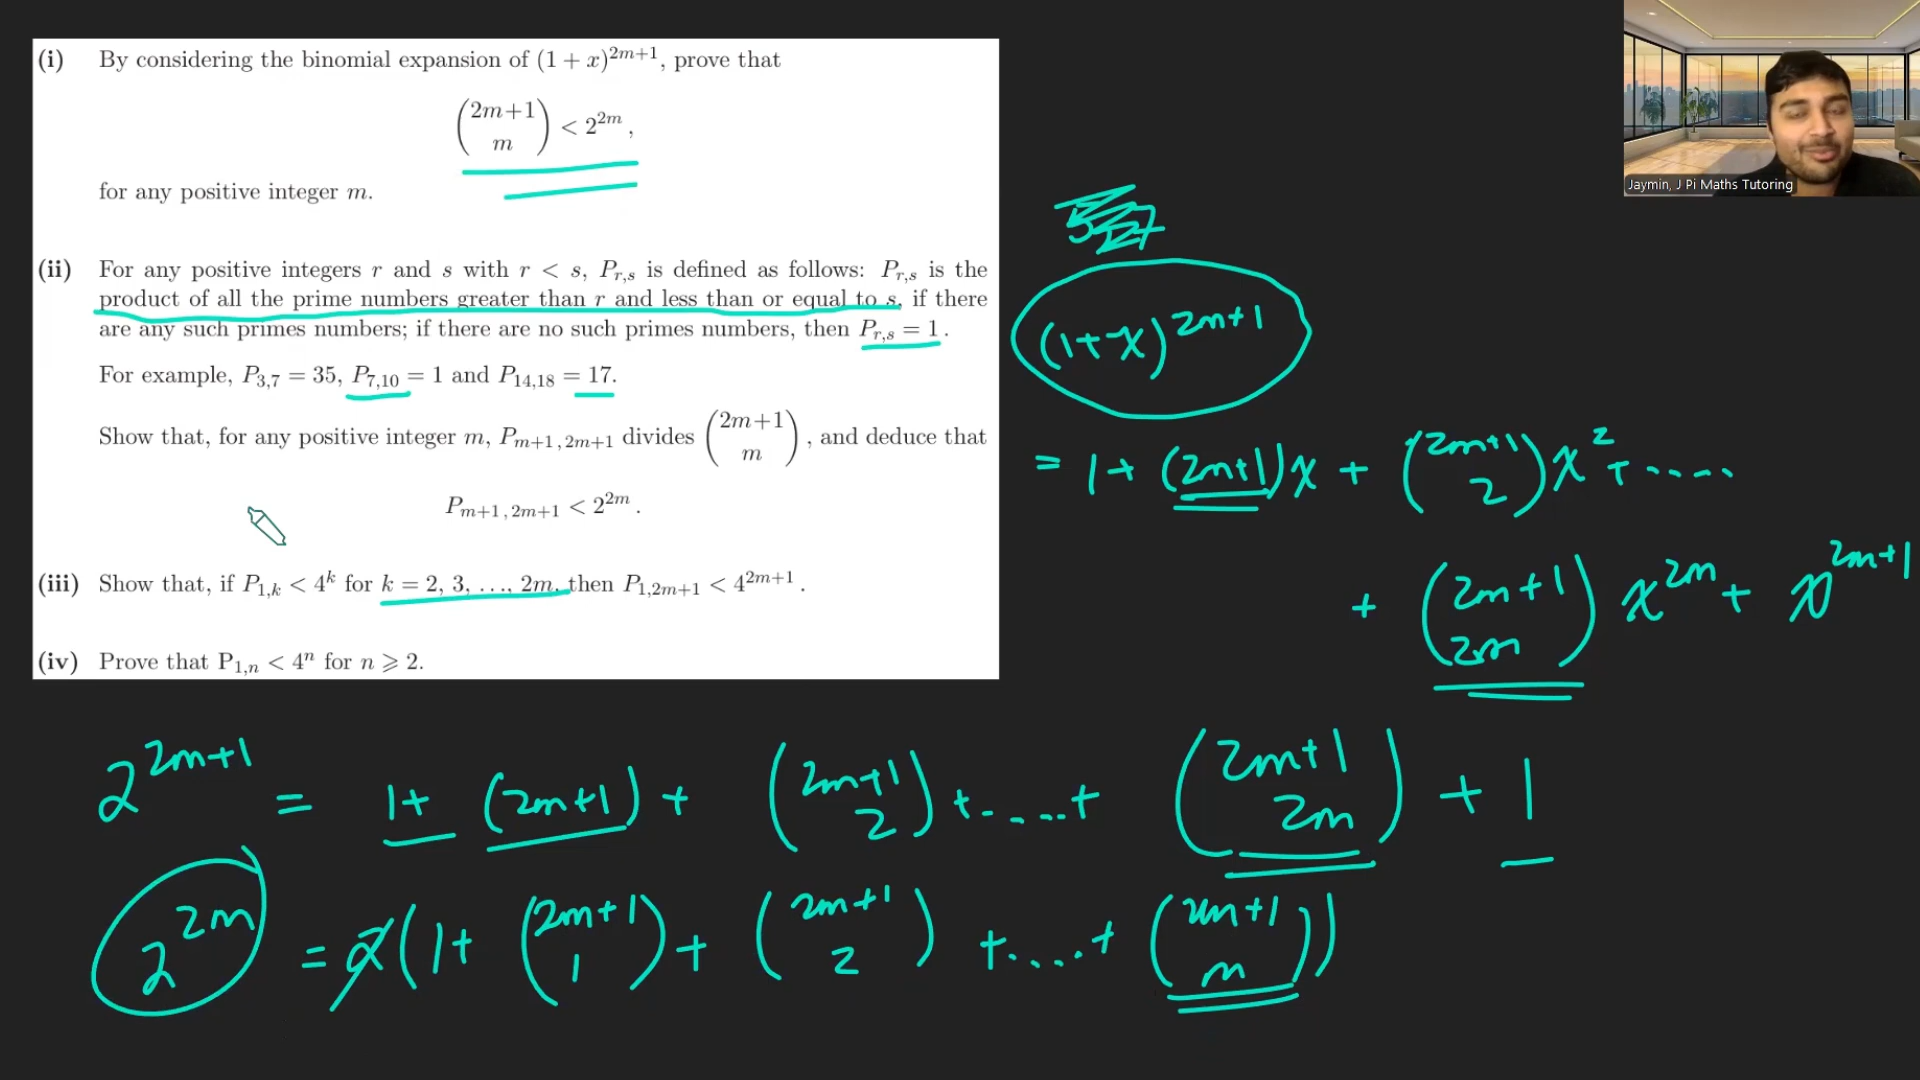 (i) By considering the binomial expansion of (1 + x)^{2m+1}, prove that
\binom{2m+1}{m} < 2^{2m} ,
for any positive integer m.
(ii) For any positive integers r and s with r < s, P_{r,s} is defined as follows: P_{r,s} is the
product of all the prime numbers greater than r and less than or equal to s, if there
are any such primes numbers; if there are no such primes numbers, then P_{r,s} = 1 .
For example, P_{3,7} = 35, P_{7,10} = 1 and P_{14,18} = 17.
Show that, for any positive integer m, P_{m+1,2m+1} divides \binom{2m+1}{m} , and deduce that
P_{m+1,2m+1} < 2^{2m} .
(iii) Show that, if P_{1,k} < 4^k for k = 2, 3, ..., 2m, then P_{1,2m+1} < 4^{2m+1} .
(iv) Prove that P_{1,n} < 4^n for n ⩾ 2.
Jaymin, J Pi Maths Tutoring
(1+x)^{2m+1}
= 1 + (2m+1)x + \binom{2m+1}{2} x^2 + ....
+ \binom{2m+1}{2m} x^{2m} + x^{2m+1}
2^{2m+1} = 1 + (2m+1) + \binom{2m+1}{2} + .... + \binom{2m+1}{2m} + 1
2^{2m} = 2(1 + \binom{2m+1}{1} + \binom{2m+1}{2} + .... + \binom{2m+1}{m})